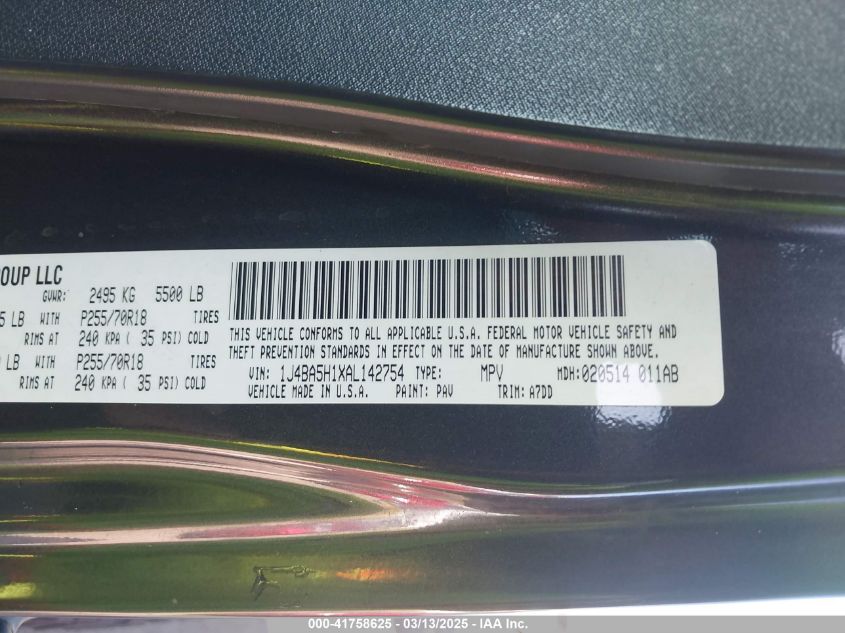 OUP LLC
GVWR: 2495 KG 5500 LB
5 LB WITH P255/70R18 TIRES
RIMS AT 240 KPA ( 35 PSI) COLD
LB WITH P255/70R18 TIRES
RIMS AT 240 KPA ( 35 PSI) COLD
THIS VEHICLE CONFORMS TO ALL APPLICABLE U.S.A. FEDERAL MOTOR VEHICLE SAFETY AND
THEFT PREVENTION STANDARDS IN EFFECT ON THE DATE OF MANUFACTURE SHOWN ABOVE.
VIN: 1J4BA5H1XAL142754 TYPE: MPV MDH: 020514 011AB
VEHICLE MADE IN U.S.A. PAINT: PAV TRIM: A7DD
000-41758625 - 03/13/2025 - IAA Inc.